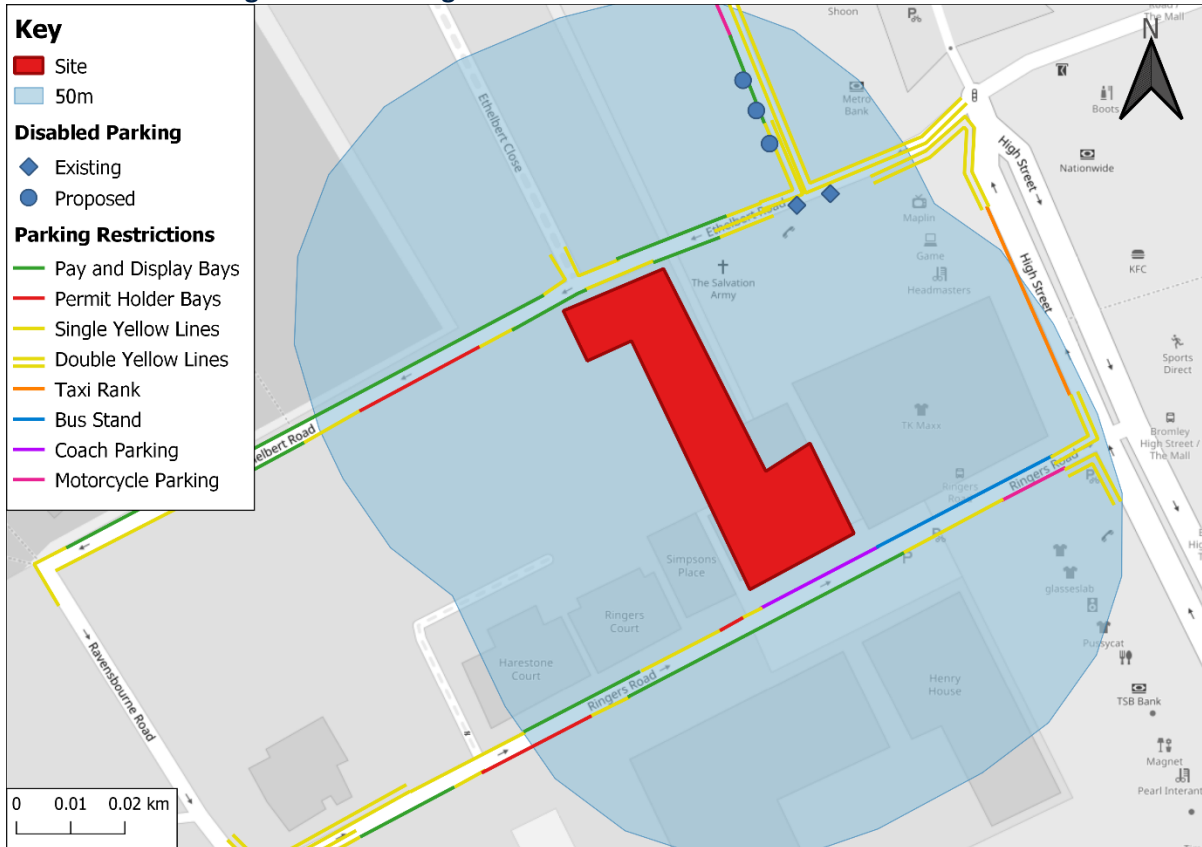 Key
Site
50m
Disabled Parking
Existing
Proposed
Parking Restrictions
Pay and Display Bays
Permit Holder Bays
Single Yellow Lines
Double Yellow Lines
Taxi Rank
Bus Stand
Coach Parking
Motorcycle Parking
0 0.01 0.02 km
N
Shoon
The Mall
Metro
Bank
Boots
Nationwide
High Street
High Street
KFC
Sports
Direct
Bromley
High Street /
The Mall
Maplin
Game
Headmasters
Ethelbert Close
Ethelbert Road
The Salvation
Army
TK Maxx
Ringers Road
Ringers
Simpsons
Place
Ringers
Court
Harestone
Court
Ringers Road
Henry
House
glasseslab
Pussycat
TSB Bank
Magnet
Pearl Interant
Ravensbourne Road
P